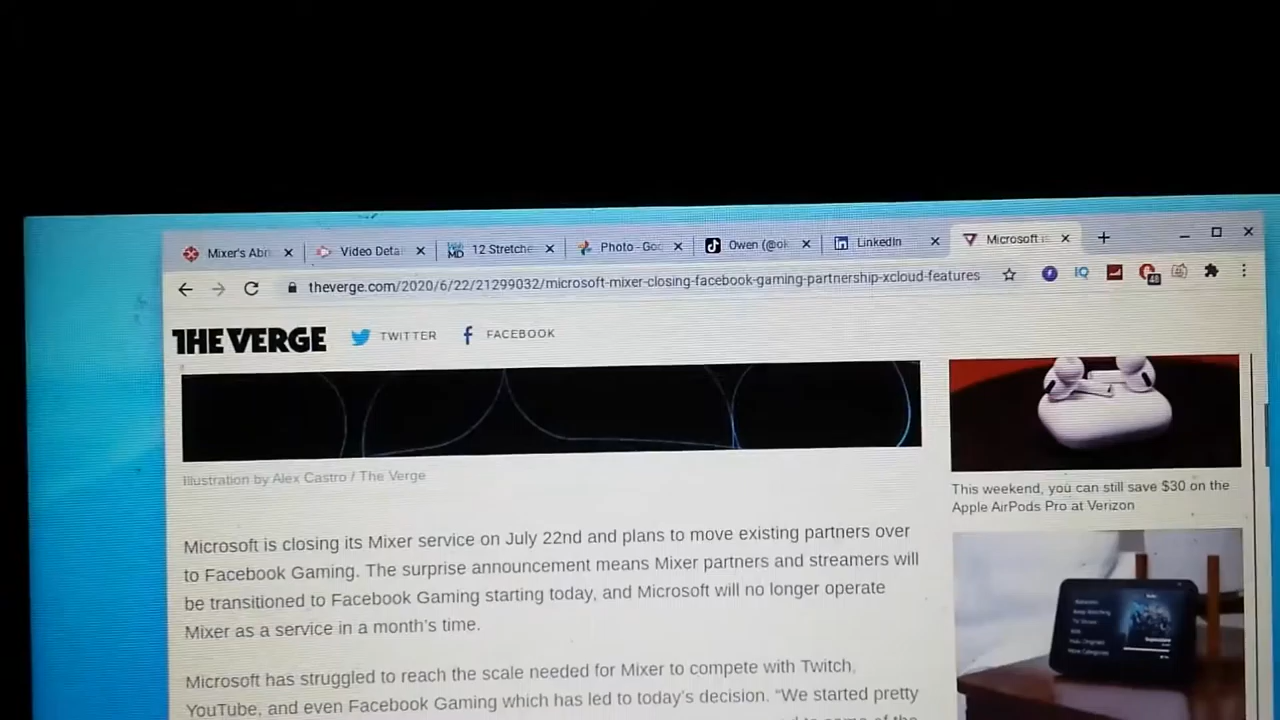 Mixer's Abri
Video Detai
12 Stretche
Photo - Goo
Owen (@ok
LinkedIn
Microsoft is
theverge.com/2020/6/22/21299032/microsoft-mixer-closing-facebook-gaming-partnership-xcloud-features
IQ
THE VERGE
TWITTER
FACEBOOK
Illustration by Alex Castro / The Verge
This weekend, you can still save $30 on the
Apple AirPods Pro at Verizon
Microsoft is closing its Mixer service on July 22nd and plans to move existing partners over
to Facebook Gaming. The surprise announcement means Mixer partners and streamers will
be transitioned to Facebook Gaming starting today, and Microsoft will no longer operate
Mixer as a service in a month's time.
Microsoft has struggled to reach the scale needed for Mixer to compete with Twitch,
YouTube, and even Facebook Gaming which has led to today's decision. “We started pretty